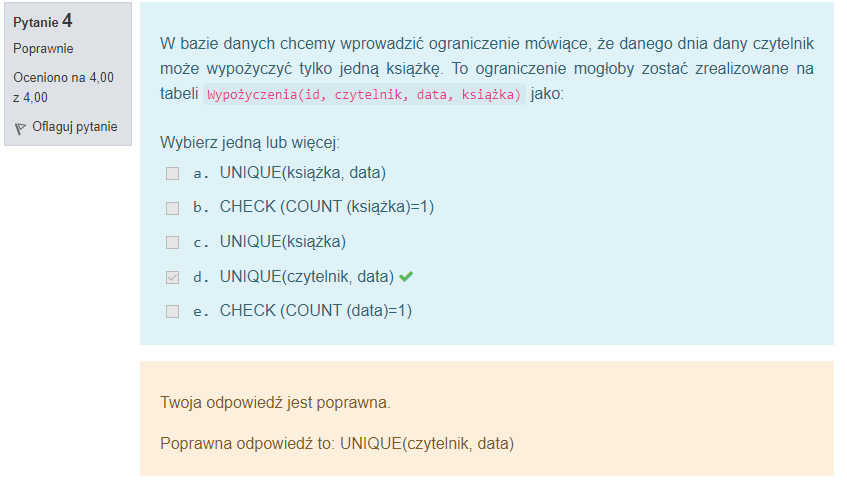 Pytanie 4
Poprawnie
Oceniono na 4,00
z 4,00
Oflaguj pytanie
W bazie danych chcemy wprowadzić ograniczenie mówiące, że danego dnia dany czytelnik
może wypożyczyć tylko jedną książkę. To ograniczenie mogłoby zostać zrealizowane na
tabeli Wypożyczenia(id, czytelnik, data, książka) jako:
Wybierz jedną lub więcej:
a. UNIQUE(książka, data)
b. CHECK (COUNT (książka)=1)
c. UNIQUE(książka)
d. UNIQUE(czytelnik, data)
e. CHECK (COUNT (data)=1)
Twoja odpowiedź jest poprawna.
Poprawna odpowiedź to: UNIQUE(czytelnik, data)